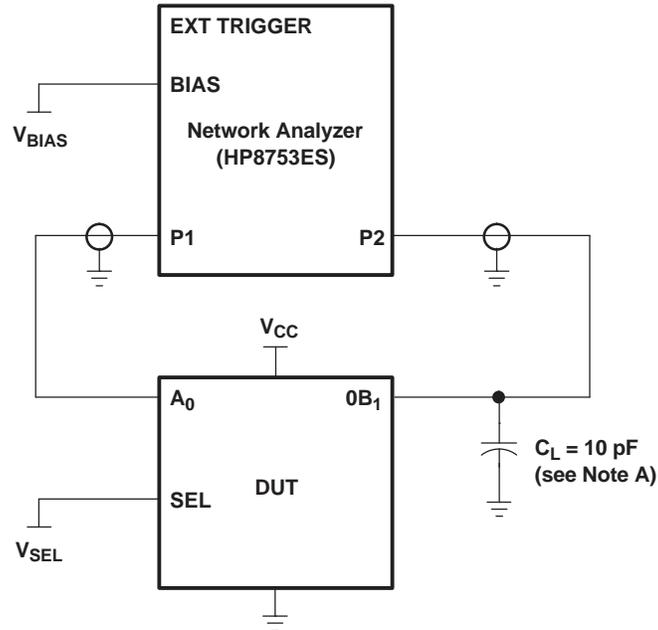 EXT TRIGGER
BIAS
VBIAS
Network Analyzer
(HP8753ES)
P1
P2
VCC
A0
0B1
CL = 10 pF
(see Note A)
DUT
SEL
VSEL